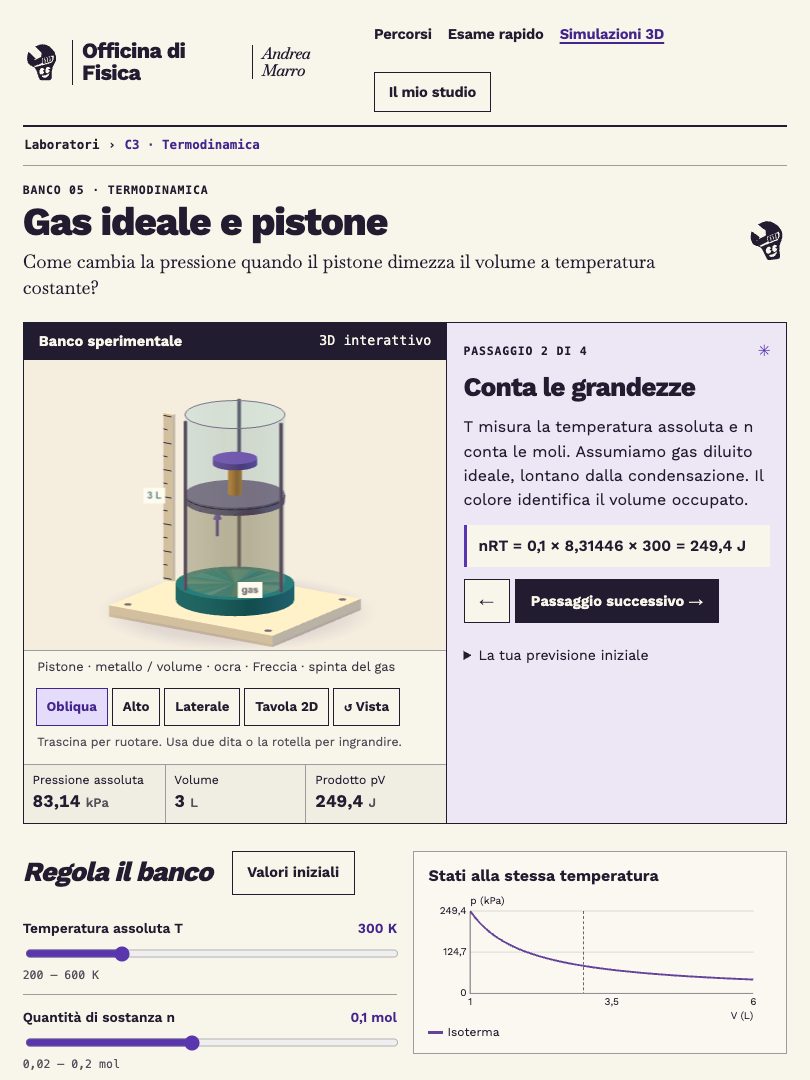 Officina di
Fisica
Andrea
Marro
Percorsi
Esame rapido
Simulazioni 3D
Il mio studio
Laboratori › C3 · Termodinamica
BANCO 05 · TERMODINAMICA
Gas ideale e pistone
Come cambia la pressione quando il pistone dimezza il volume a temperatura
costante?
Banco sperimentale
3D interattivo
3 L
gas
Pistone · metallo / volume · ocra · Freccia · spinta del gas
Obliqua
Alto
Laterale
Tavola 2D
↺ Vista
Trascina per ruotare. Usa due dita o la rotella per ingrandire.
Pressione assoluta
83,14 kPa
Volume
3 L
Prodotto pV
249,4 J
PASSAGGIO 2 DI 4
Conta le grandezze
T misura la temperatura assoluta e n
conta le moli. Assumiamo gas diluito
ideale, lontano dalla condensazione. Il
colore identifica il volume occupato.
nRT = 0,1 × 8,31446 × 300 = 249,4 J
←
Passaggio successivo →
▶ La tua previsione iniziale
Regola il banco
Valori iniziali
Temperatura assoluta T
300 K
200 — 600 K
Quantità di sostanza n
0,1 mol
0,02 — 0,2 mol
Stati alla stessa temperatura
p (kPa)
249,4
124,7
0
1
3,5
6
V (L)
Isoterma